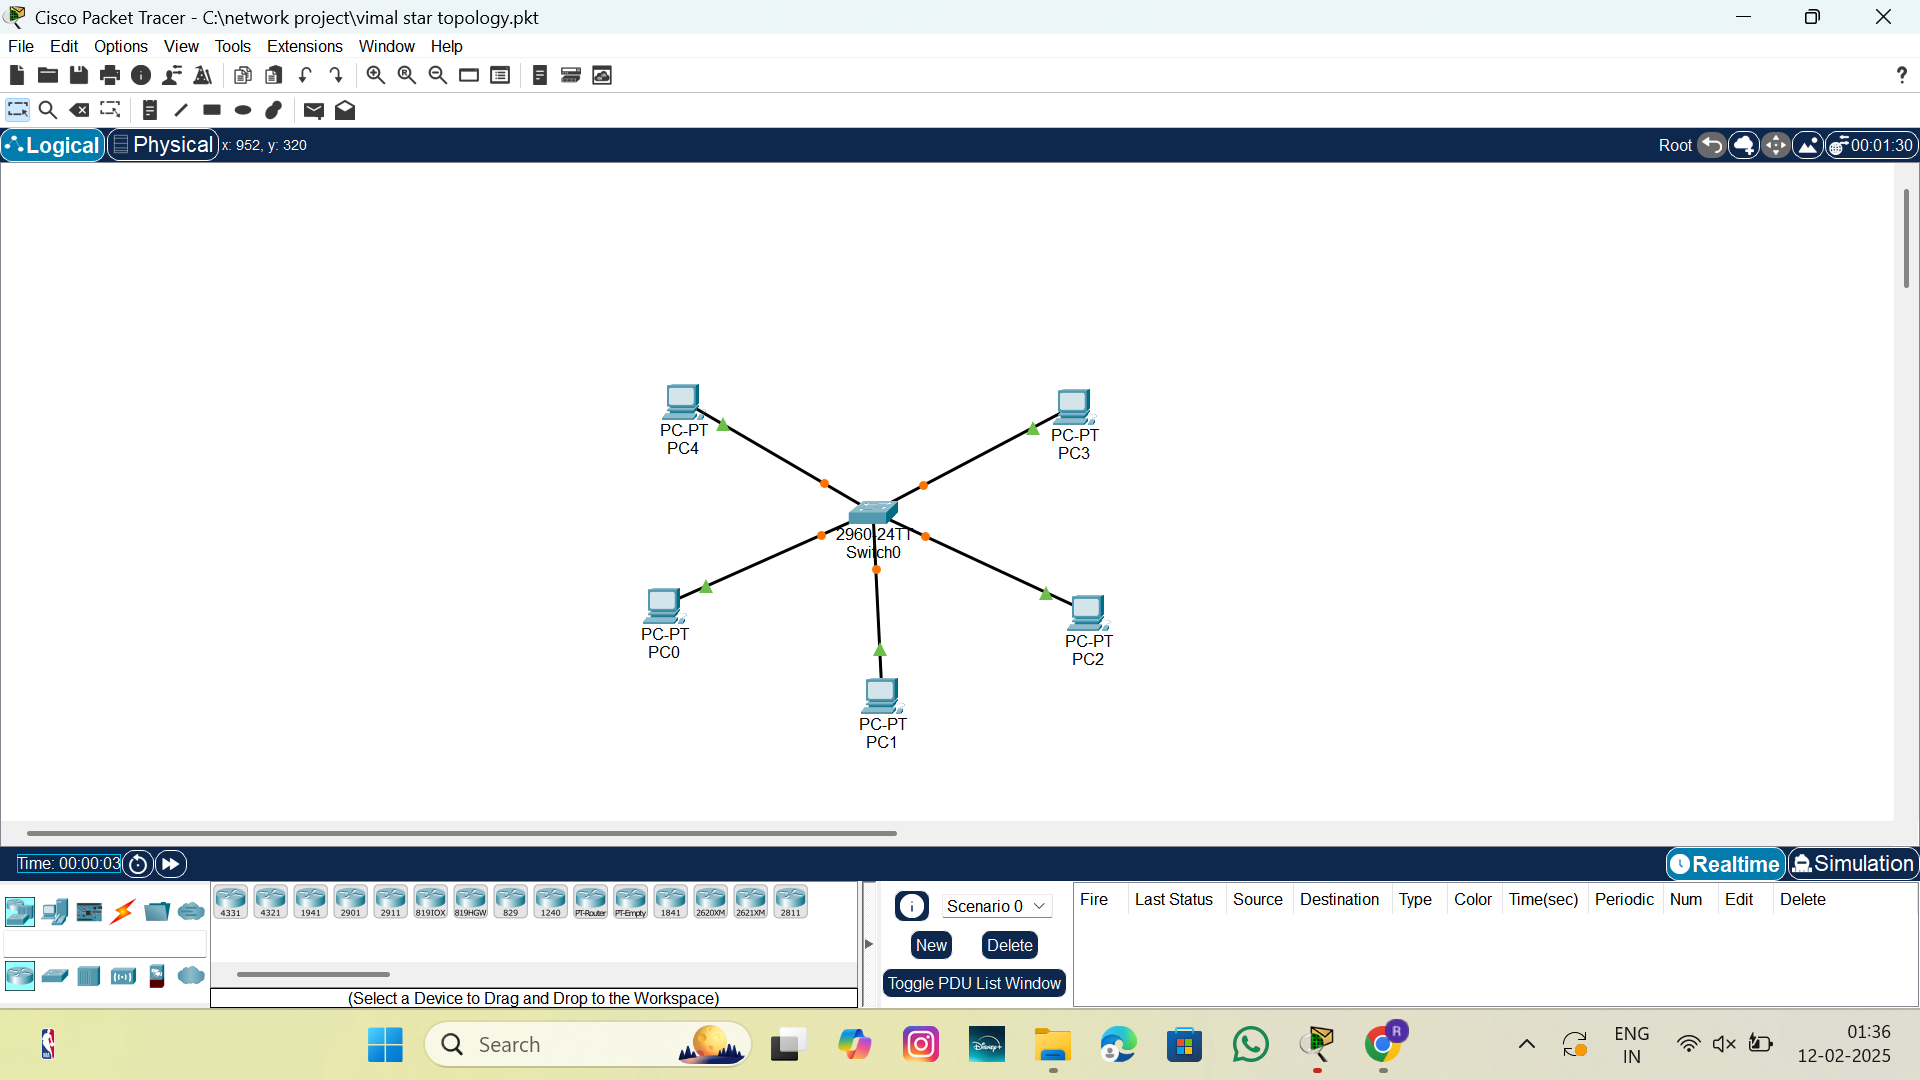 Cisco Packet Tracer - C:\network project\vimal star topology.pkt
File Edit Options View Tools Extensions Window Help
?
Logical Physical x: 952, y: 320 Root 00:01:30
PC-PT
PC4
PC-PT
PC3
2960-24TT
Switch0
PC-PT
PC0
PC-PT
PC2
PC-PT
PC1
Time: 00:00:03 Realtime Simulation
4331 4321 1941 2901 2911 819IOX 819HGW 829 1240 PT-Router PT-Empty 1841 2620XM 2621XM 2811
(Select a Device to Drag and Drop to the Workspace)
Scenario 0
New Delete
Toggle PDU List Window
Fire Last Status Source Destination Type Color Time(sec) Periodic Num Edit Delete
Search
Disney+
R
ENG
IN
01:36
12-02-2025